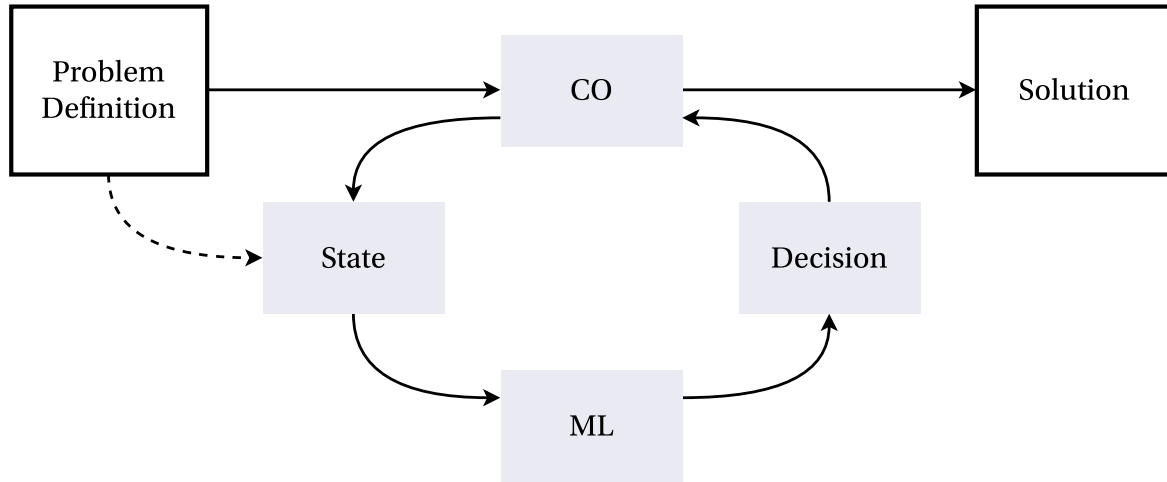 Problem
Definition
CO
Solution
State
Decision
ML